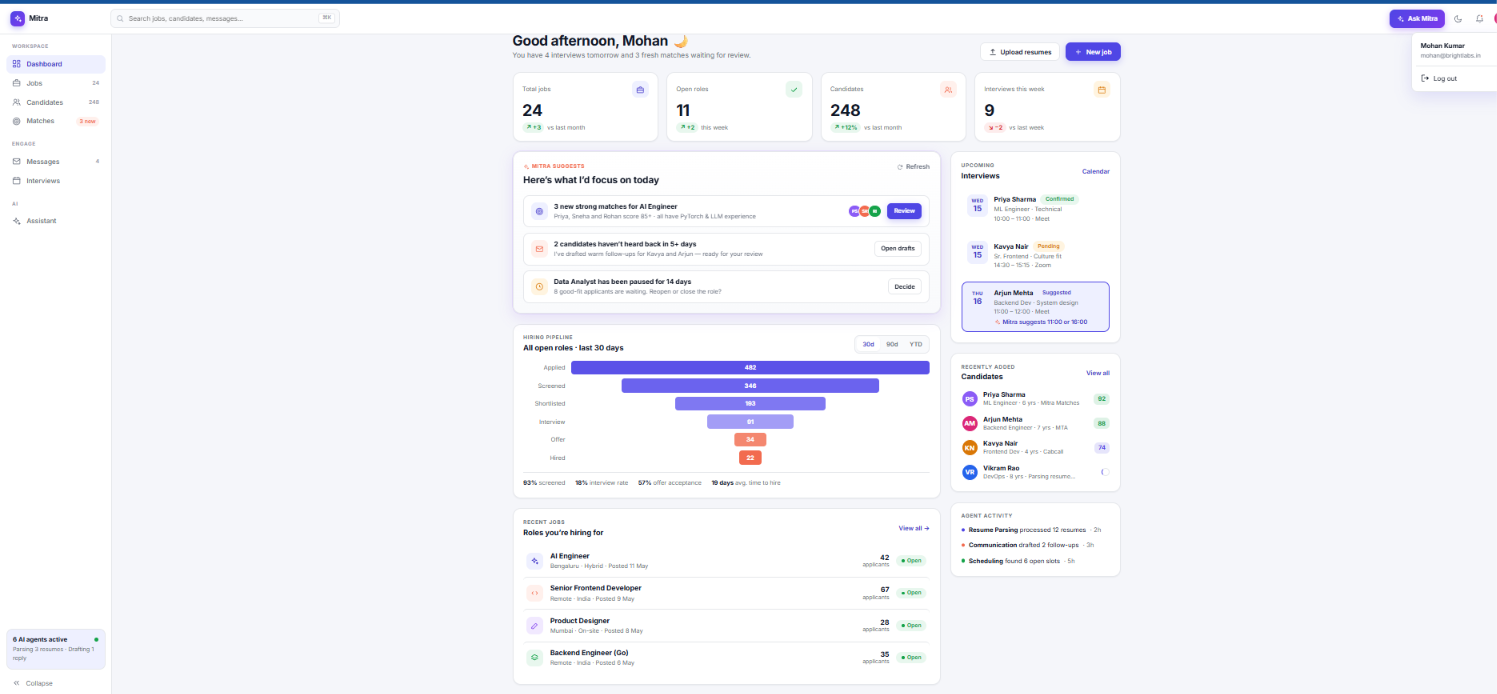 Mitra
Search jobs, candidates, messages...
⌘K
Ask Mitra
Mohan Kumar
mohan@brightlabs.in
Log out
WORKSPACE
Dashboard
Jobs 24
Candidates 248
Matches 3 new
ENGAGE
Messages 4
Interviews
AI
Assistant
6 AI agents active
Parsing 3 resumes · Drafting 1
reply
Collapse
Good afternoon, Mohan 🌙
You have 4 interviews tomorrow and 3 fresh matches waiting for review.
Upload resumes
+ New job
Total jobs
24
↗ +3 vs last month
Open roles
11
↗ +2 this week
Candidates
248
↗ +12% vs last month
Interviews this week
9
↘ −2 vs last week
MITRA SUGGESTS
Refresh
Here's what I'd focus on today
3 new strong matches for AI Engineer
Priya, Sneha and Rohan score 85+ · all have PyTorch & LLM experience
Review
2 candidates haven't heard back in 5+ days
I've drafted warm follow-ups for Kavya and Arjun — ready for your review
Open drafts
Data Analyst has been paused for 14 days
8 good-fit applicants are waiting. Reopen or close the role?
Decide
HIRING PIPELINE
All open roles · last 30 days
30d 90d YTD
Applied 482
Screened 348
Shortlisted 193
Interview 61
Offer 34
Hired 22
93% screened 18% interview rate 57% offer acceptance 19 days avg. time to hire
RECENT JOBS
Roles you're hiring for
View all →
AI Engineer
Bengaluru · Hybrid · Posted 11 May
42
applicants
Open
Senior Frontend Developer
Remote · India · Posted 9 May
67
applicants
Open
Product Designer
Mumbai · On-site · Posted 8 May
28
applicants
Open
Backend Engineer (Go)
Remote · India · Posted 6 May
35
applicants
Open
UPCOMING
Interviews
Calendar
WED
15
Priya Sharma Confirmed
ML Engineer · Technical
10:00 – 11:00 · Meet
WED
15
Kavya Nair Pending
Sr. Frontend · Culture fit
14:30 – 15:15 · Zoom
THU
16
Arjun Mehta Suggested
Backend Dev · System design
11:00 – 12:00 · Meet
Mitra suggests 11:00 or 16:00
RECENTLY ADDED
Candidates
View all
PS
Priya Sharma
ML Engineer · 6 yrs · Mitra Matches
92
AM
Arjun Mehta
Backend Engineer · 7 yrs · MTA
88
KN
Kavya Nair
Frontend Dev · 4 yrs · Cabcall
74
VR
Vikram Rao
DevOps · 8 yrs · Parsing resume...
AGENT ACTIVITY
Resume Parsing processed 12 resumes · 2h
Communication drafted 2 follow-ups · 3h
Scheduling found 6 open slots · 5h